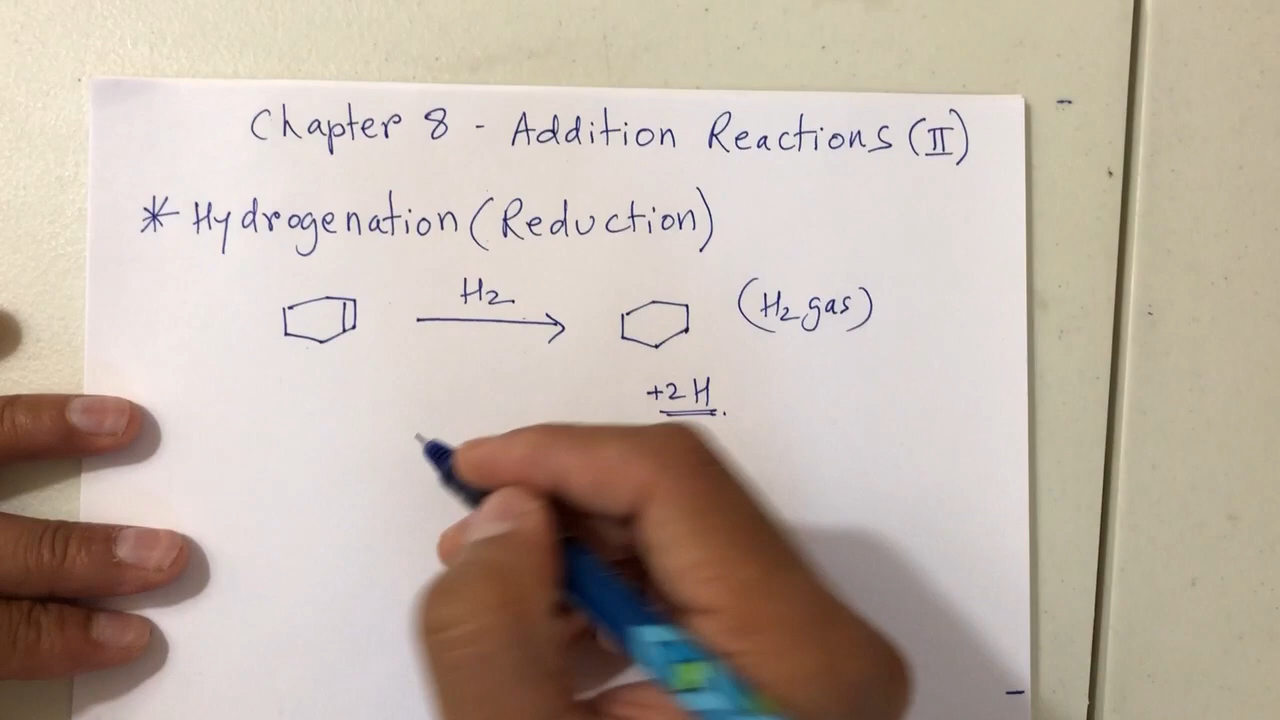 Chapter 8 - Addition Reactions (II)
* Hydrogenation (Reduction)
H2
(H2 gas)
+2 H.